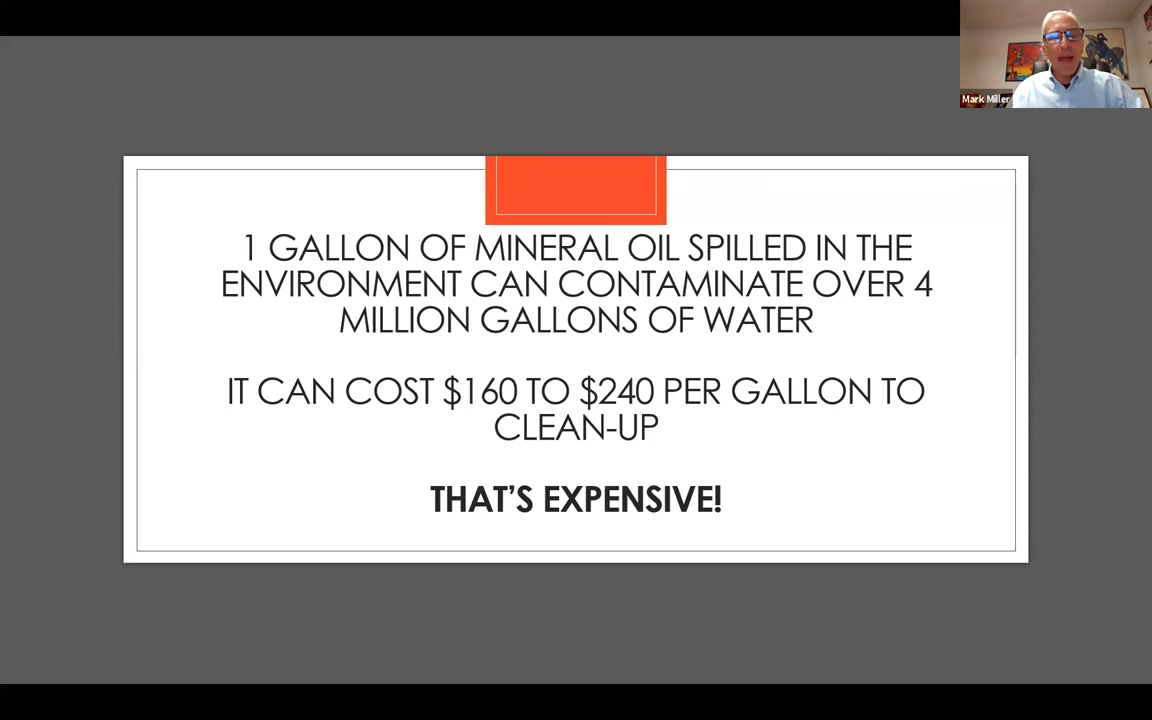 Mark Miller
1 GALLON OF MINERAL OIL SPILLED IN THE
ENVIRONMENT CAN CONTAMINATE OVER 4
MILLION GALLONS OF WATER
IT CAN COST $160 TO $240 PER GALLON TO
CLEAN-UP
THAT’S EXPENSIVE!